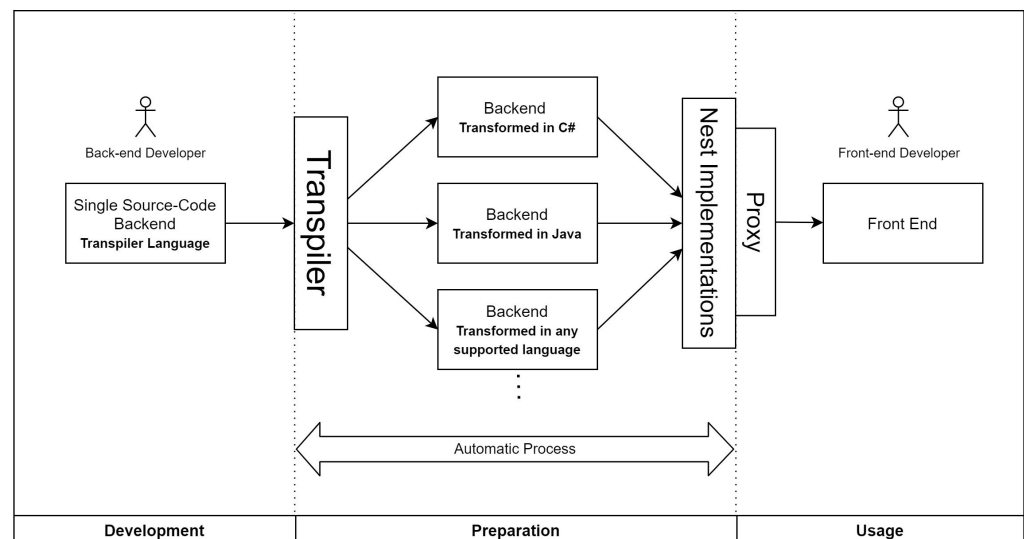 Back-end Developer
Single Source-Code
Backend
Transpiler Language
Transpiler
Backend
Transformed in C#
Backend
Transformed in Java
Backend
Transformed in any
supported language
Nest Implementations
Proxy
Front-end Developer
Front End
Automatic Process
Development
Preparation
Usage